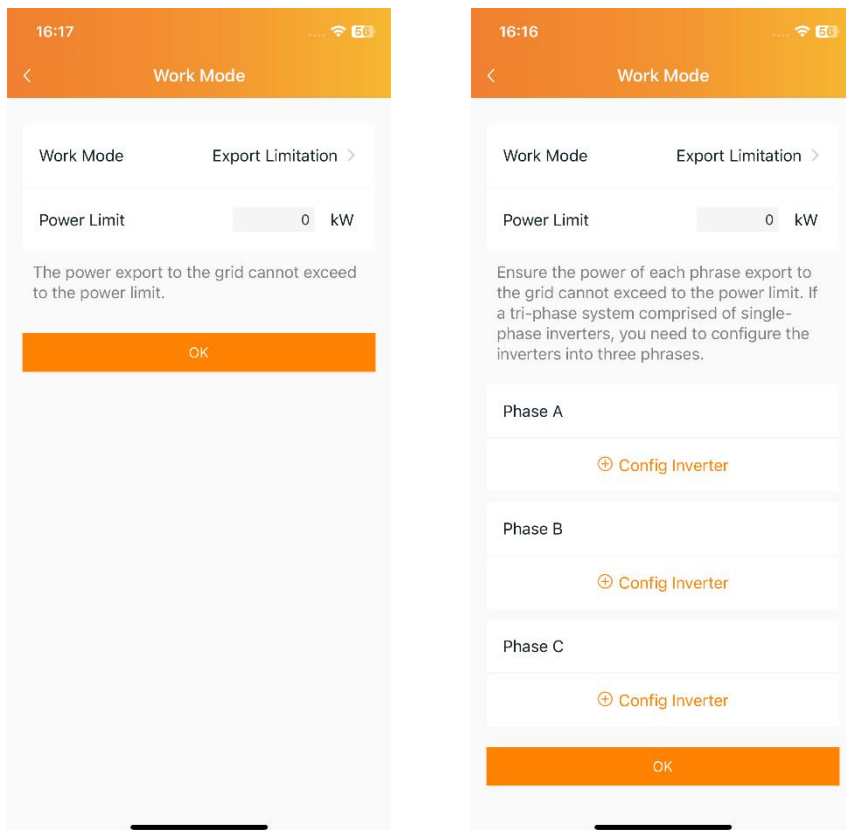 16:17
50
Work Mode
Work Mode
Export Limitation
Power Limit
0 kW
The power export to the grid cannot exceed
to the power limit.
OK
16:16
50
Work Mode
Work Mode
Export Limitation
Power Limit
0 kW
Ensure the power of each phrase export to
the grid cannot exceed to the power limit. If
a tri-phase system comprised of single-
phase inverters, you need to configure the
inverters into three phrases.
Phase A
Config Inverter
Phase B
Config Inverter
Phase C
Config Inverter
OK